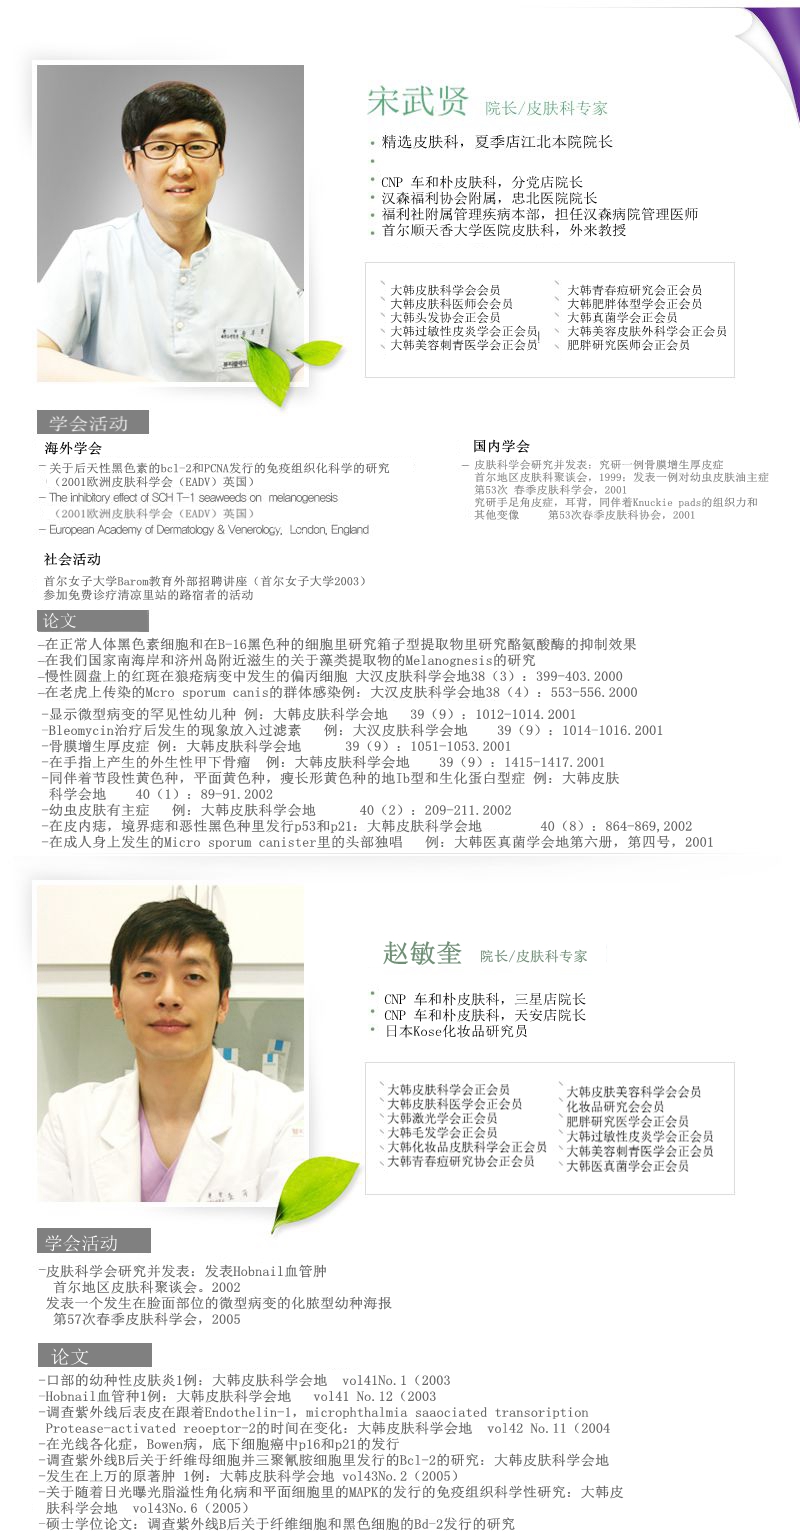 宋武贤 院长/皮肤科专家
精选皮肤科，夏季店江北本院院长
CNP 车和朴皮肤科，分党店院长
汉森福利协会附属，忠北医院院长
福利社附属管理疾病本部，担任汉森病院管理医师
首尔顺天香大学医院皮肤科，外来教授
大韩皮肤科学会会员
大韩皮肤科医师会会员
大韩头发协会正会员
大韩过敏性皮炎学会正会员
大韩美容刺青医学会正会员
大韩青春痘研究会正会员
大韩肥胖体型学会正会员
大韩真菌学会正会员
大韩美容皮肤外科学会正会员
肥胖研究医师会正会员
学会活动
海外学会
-关于后天性黑色素的bcl-2和PCNA发行的免疫组织化科学的研究
（2001欧洲皮肤科学会（EADV）英国）
- The inhibitory effect of SCH T-1 seaweeds on melanogenesis
（2001欧洲皮肤科学会（EADV）英国）
- European Academy of Dermatology & Venerology, London, England
国内学会
- 皮肤科学会研究并发表：究研一例骨膜增生厚皮症
首尔地区皮肤科聚谈会，1999：发表一例对幼虫皮肤油主症
第53次 春季皮肤科学会，2001
究研手足角皮症，耳背，同伴着Knuckie pads的组织力和
其他变像 第53次春季皮肤科协会，2001
社会活动
首尔女子大学Barom教育外部招聘讲座（首尔女子大学2003）
参加免费诊疗清凉里站的路宿者的活动
论文
-在正常人体黑色素细胞和在B-16黑色种的细胞里研究箱子型提取物里研究酪氨酸酶的抑制效果
-在我们国家南海岸和济州岛附近滋生的关于藻类提取物的Melanognesis的研究
-慢性圆盘上的红斑在狼疮病变中发生的偏丙细胞 大汉皮肤科学会地38（3）：399-403.2000
-在老虎上传染的Mcro sporum canis的群体感染例：大汉皮肤科学会地38（4）：553-556.2000
-显示微型病变的罕见性幼儿种 例：大韩皮肤科学会地 39（9）：1012-1014.2001
-Bleomycin治疗后发生的现象放入过滤素 例：大汉皮肤科学会地 39（9）：1014-1016.2001
-骨膜增生厚皮症 例：大韩皮肤科学会地 39（9）：1051-1053.2001
-在手指上产生的外生性甲下骨瘤 例：大韩皮肤科学会地 39（9）：1415-1417.2001
-同伴着节段性黄色种，平面黄色种，瘦长形黄色种的地Ib型和生化蛋白型症 例：大韩皮肤
科学会地 40（1）：89-91.2002
-幼虫皮肤有主症 例：大韩皮肤科学会地 40（2）：209-211.2002
-在皮内痣，境界痣和恶性黑色种里发行p53和p21：大韩皮肤科学会地 40（8）：864-869,2002
-在成人身上发生的Micro sporum canister里的头部独唱 例：大韩医真菌学会地第六册，第四号，2001
赵敏奎 院长/皮肤科专家
CNP 车和朴皮肤科，三星店院长
CNP 车和朴皮肤科，天安店院长
日本Kose化妆品研究员
大韩皮肤科学会正会员
大韩皮肤科医学会正会员
大韩激光学会正会员
大韩毛发学会正会员
大韩化妆品皮肤科学会正会员
大韩青春痘研究协会正会员
大韩皮肤美容科学会会员
化妆品研究会会员
肥胖研究医学会正会员
大韩过敏性皮炎学会正会员
大韩美容刺青医学会正会员
大韩医真菌学会正会员
学会活动
-皮肤科学会研究并发表：发表Hobnail血管肿
首尔地区皮肤科聚谈会。2002
发表一个发生在脸面部位的微型病变的化脓型幼种海报
第57次春季皮肤科学会，2005
论文
-口部的幼种性皮肤炎1例：大韩皮肤科学会地 vol41No.1（2003
-Hobnail血管种1例：大韩皮肤科学会地 vol41 No.12（2003
-调查紫外线后表皮在跟着Endothelin-1，microphthalmia saaociated transoription
Protease-activated reoeptor-2的时间在变化：大韩皮肤科学会地 vol42 No.11（2004
-在光线各化症，Bowen病，底下细胞癌中p16和p21的发行
-调查紫外线B后关于纤维母细胞并三聚氰胺细胞里发行的Bcl-2的研究：大韩皮肤科学会地
-发生在上万的原著肿 1例：大韩皮肤科学会地 vol43No.2（2005）
-关于随着日光曝光脂溢性角化病和平面细胞里的MAPK的发行的免疫组织科学性研究：大韩皮
肤科学会地 vol43No.6（2005）
-硕士学位论文：调查紫外线B后关于纤维细胞和黑色细胞的Bd-2发行的研究